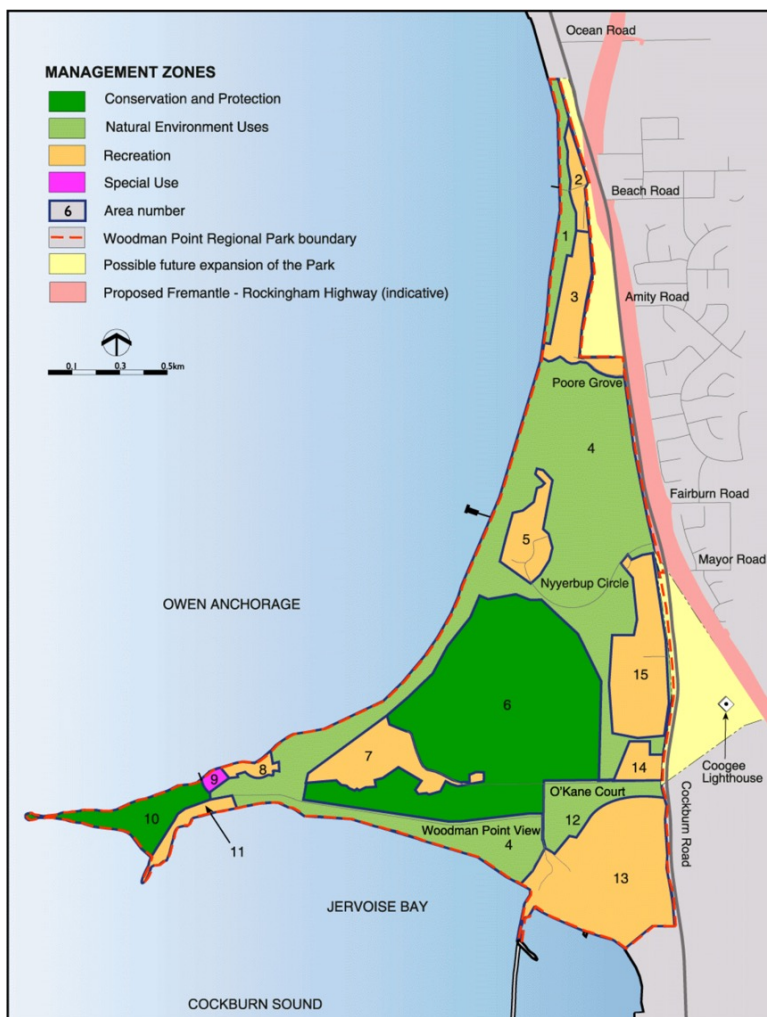 MANAGEMENT ZONES
Conservation and Protection
Natural Environment Uses
Recreation
Special Use
6 Area number
Woodman Point Regional Park boundary
Possible future expansion of the Park
Proposed Fremantle - Rockingham Highway (indicative)
0.1 0.3 0.5km
Ocean Road
2
Beach Road
1
3
Amity Road
Poore Grove
4
Fairburn Road
5
Mayor Road
Nyyerbup Circle
OWEN ANCHORAGE
15
6
7
14
8
9
Coogee
Lighthouse
O'Kane Court
10
12
Cockburn Road
11
Woodman Point View
4
13
JERVOISE BAY
COCKBURN SOUND